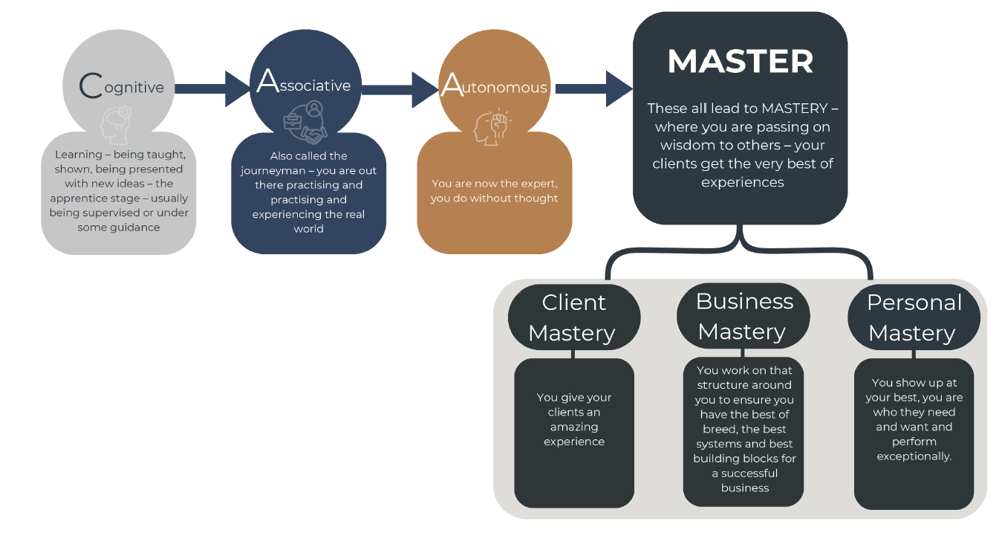 Cognitive
Learning – being taught,
shown, being presented
with new ideas – the
apprentice stage – usually
being supervised or under
some guidance
Associative
Also called the
journeyman – you are out
there practising and
practising and
experiencing the real
world
Autonomous
You are now the expert,
you do without thought
MASTER
These all lead to MASTERY –
where you are passing on
wisdom to others – your
clients get the very best of
experiences
Client
Mastery
You give your
clients an
amazing
experience
Business
Mastery
You work on that
structure around
you to ensure you
have the best of
breed, the best
systems and best
building blocks for
a successful
business
Personal
Mastery
You show up at
your best, you are
who they need
and want and
perform
exceptionally.